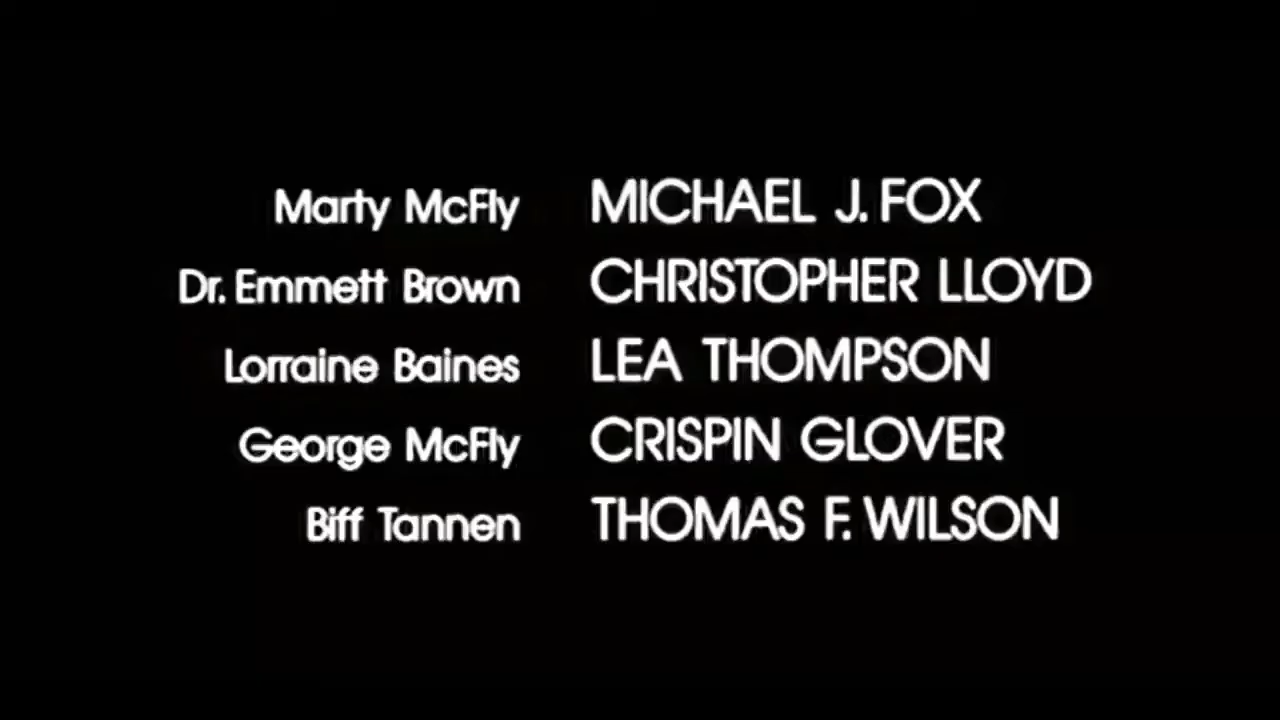 Marty McFly MICHAEL J. FOX
Dr. Emmett Brown CHRISTOPHER LLOYD
Lorraine Baines LEA THOMPSON
George McFly CRISPIN GLOVER
Biff Tannen THOMAS F. WILSON